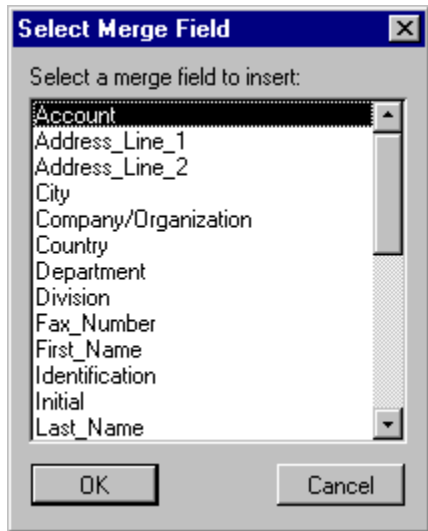 Select Merge Field
Select a merge field to insert:
Account
Address_Line_1
Address_Line_2
City
Company/Organization
Country
Department
Division
Fax_Number
First_Name
Identification
Initial
Last_Name
OK
Cancel